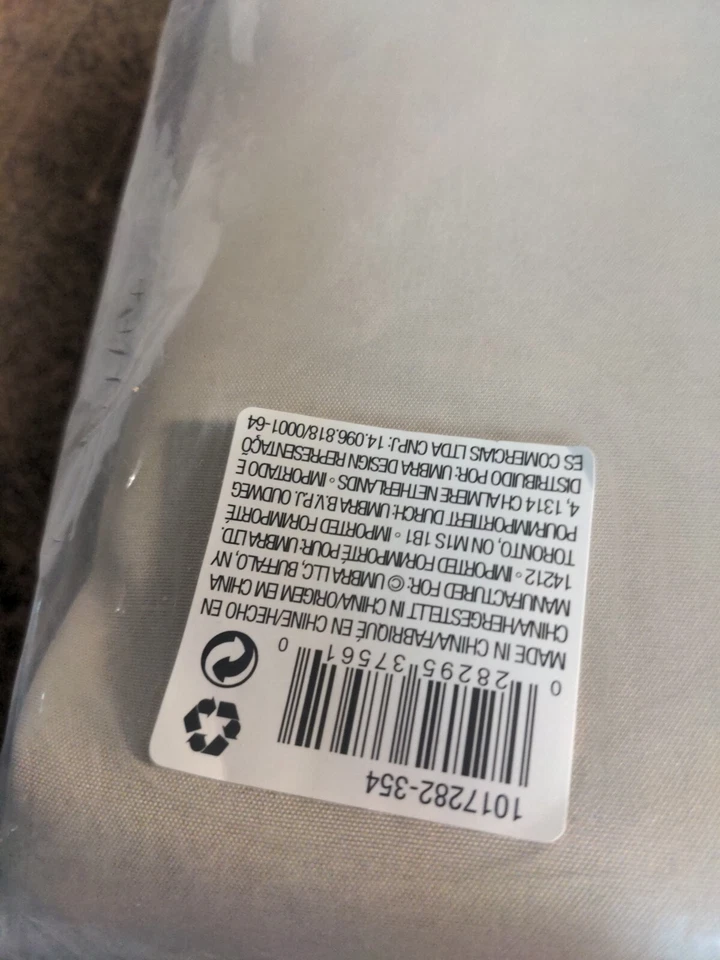 1017282-354
0 28295 37561 0
MADE IN CHINA/FABRIQUÉ EN CHINE/HECHO EN
CHINA/HERGESTELLT IN CHINA/ORIGEM EM CHINA
MANUFACTURED FOR: © UMBRA LLC, BUFFALO, NY
14212 ◦ IMPORTED FOR/IMPORTÉ POUR: UMBRA LTD.
TORONTO, ON M1S 1B1 ◦ IMPORTED FOR/IMPORTÉ
POUR/IMPORTIERT DURCH: UMBRA B.V. P.J. OUDWEG
4, 1314 CH ALMERE NETHERLANDS ◦ IMPORTADO E
DISTRIBUIDO POR: UMBRA DESIGN REPRESENTAÇÕ
ES COMERCIAIS LTDA CNPJ: 14.096.818/0001-64